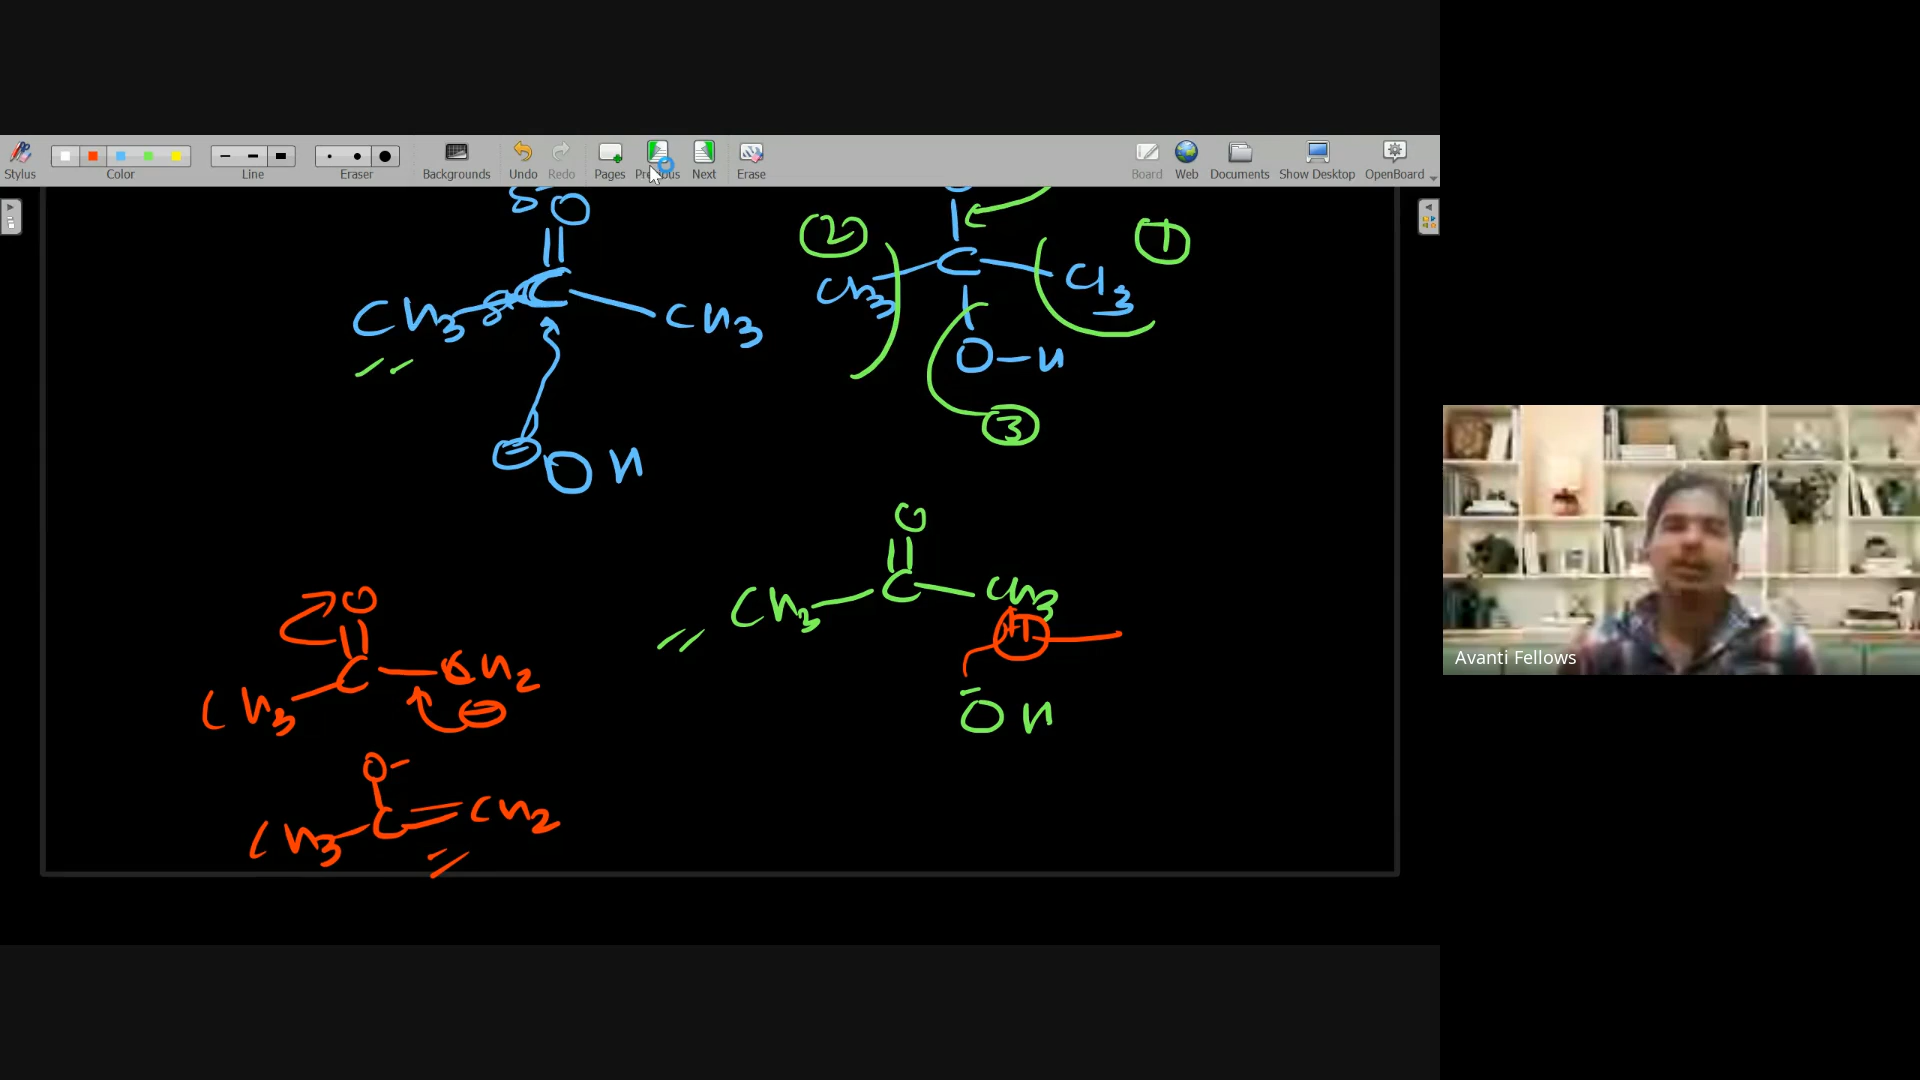 Stylus Color Line Eraser Backgrounds Undo Redo Pages Previous Next Erase Board Web Documents Show Desktop OpenBoard
δ- O
||
CH3 C CH3
⊖OH
② ①
CH3 C CH3
O-H
③
O
||
CH3 C CH3
H
ŌH
O
||
CH3 C CH2
⊖
O-
CH3 C = CH2
Avanti Fellows